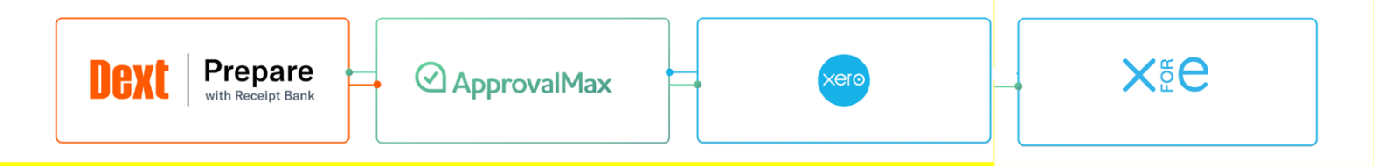 Dext
Prepare
with Receipt Bank
ApprovalMax
xero
X FOR e